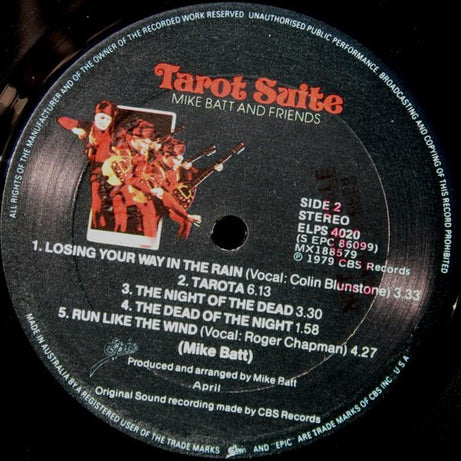 ALL RIGHTS OF THE MANUFACTURER AND OF THE OWNER OF THE RECORDED WORK RESERVED. UNAUTHORISED PUBLIC PERFORMANCE, BROADCASTING AND COPYING OF THIS RECORD PROHIBITED
Tarot Suite
MIKE BATT AND FRIENDS
SIDE 2
STEREO
ELPS 4020
(S EPC 86099)
MX188579
℗ 1979 CBS Records
1. LOSING YOUR WAY IN THE RAIN (Vocal: Colin Blunstone) 3.33
2. TAROTA 6.13
3. THE NIGHT OF THE DEAD 3.30
4. THE DEAD OF THE NIGHT 1.58
5. RUN LIKE THE WIND (Vocal: Roger Chapman) 4.27
(Mike Batt)
Epic
Produced and arranged by Mike Batt
April
Original Sound recording made by CBS Records
MADE IN AUSTRALIA BY A REGISTERED USER OF THE TRADE MARKS Epic AND "EPIC" ARE TRADE MARKS OF CBS INC., U.S.A